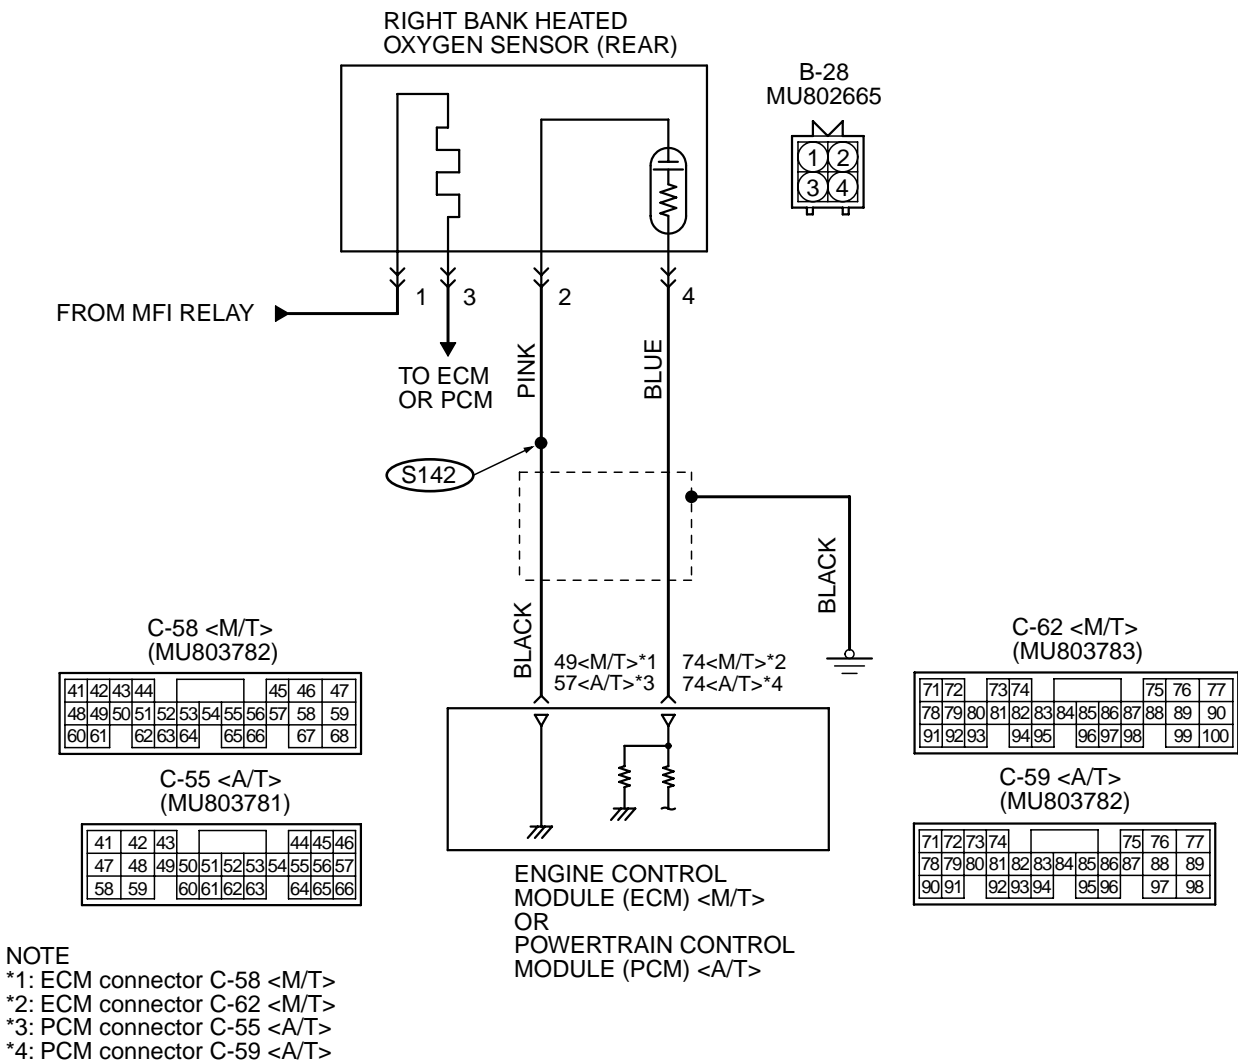 RIGHT BANK HEATED
OXYGEN SENSOR (REAR)
B-28
MU802665
1 2
3 4
FROM MFI RELAY
1 3 2 4
TO ECM
OR PCM
PINK
BLUE
S142
BLACK
BLACK
49<M/T>*1 74<M/T>*2
57<A/T>*3 74<A/T>*4
C-58 <M/T>
(MU803782)
41 42 43 44 45 46 47
48 49 50 51 52 53 54 55 56 57 58 59
60 61 62 63 64 65 66 67 68
C-55 <A/T>
(MU803781)
41 42 43 44 45 46
47 48 49 50 51 52 53 54 55 56 57
58 59 60 61 62 63 64 65 66
C-62 <M/T>
(MU803783)
71 72 73 74 75 76 77
78 79 80 81 82 83 84 85 86 87 88 89 90
91 92 93 94 95 96 97 98 99 100
C-59 <A/T>
(MU803782)
71 72 73 74 75 76 77
78 79 80 81 82 83 84 85 86 87 88 89
90 91 92 93 94 95 96 97 98
ENGINE CONTROL
MODULE (ECM) <M/T>
OR
POWERTRAIN CONTROL
MODULE (PCM) <A/T>
NOTE
*1: ECM connector C-58 <M/T>
*2: ECM connector C-62 <M/T>
*3: PCM connector C-55 <A/T>
*4: PCM connector C-59 <A/T>